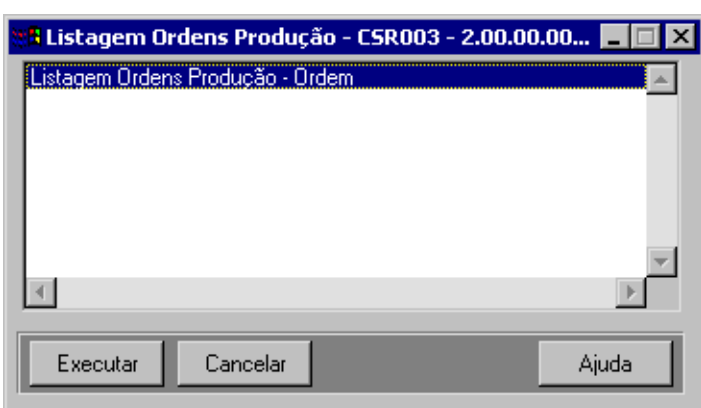 Listagem Ordens Produção - CSR003 - 2.00.00.00...
Listagem Ordens Produção - Ordem
Executar Cancelar Ajuda